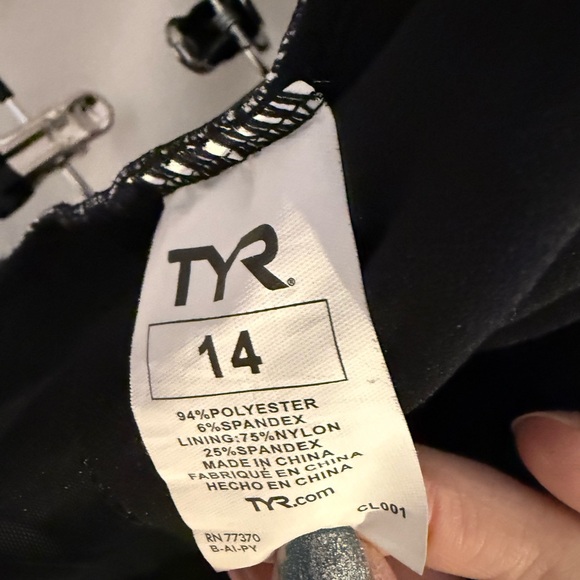 TYR®
14
94%POLYESTER
6%SPANDEX
LINING:75%NYLON
25%SPANDEX
MADE IN CHINA
FABRIQUÉ EN CHINA
HECHO EN CHINA
TYR.com
CL001
RN 77370
B-AI-PY